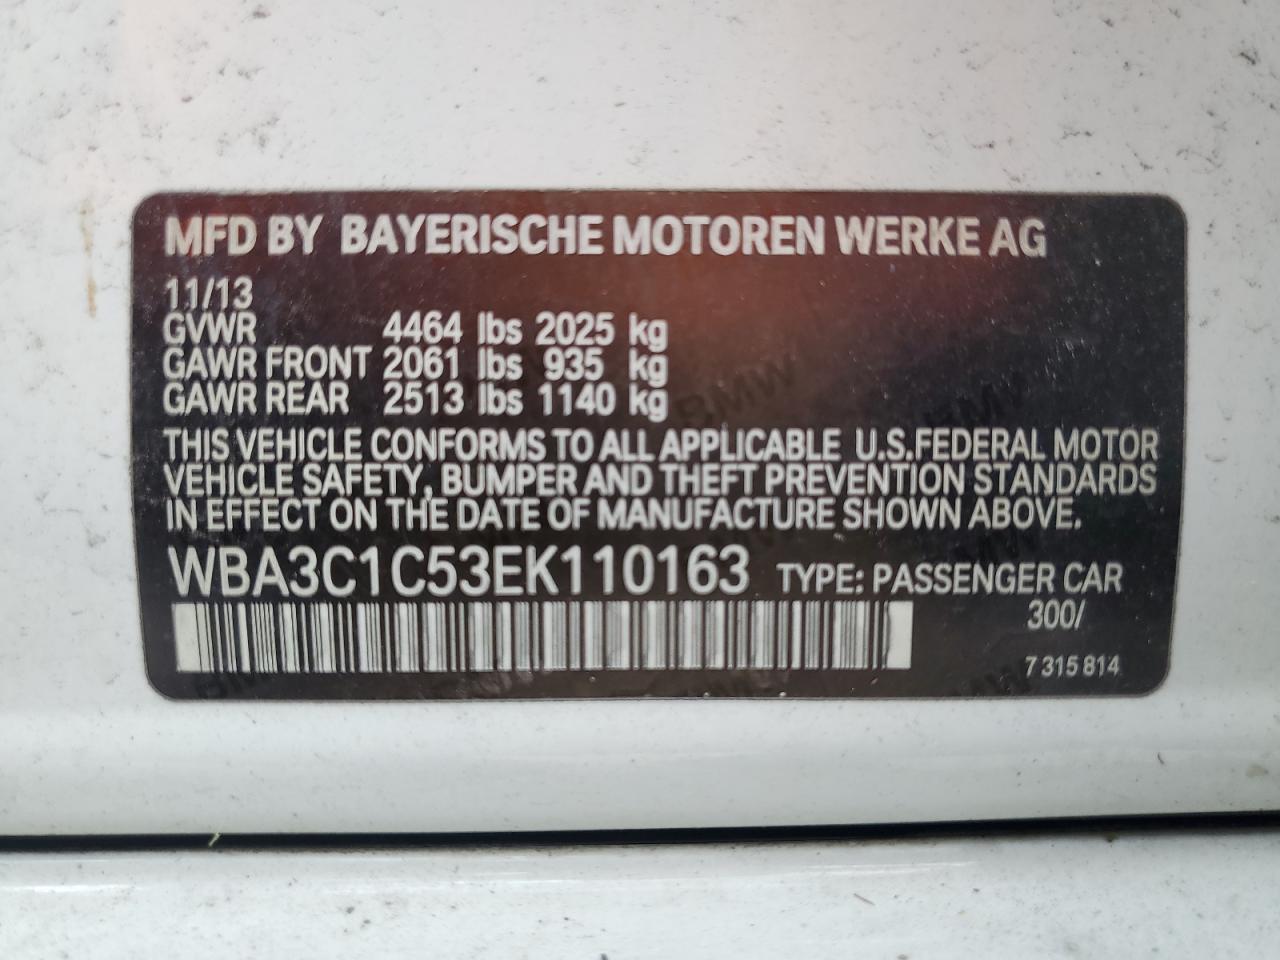 MFD BY BAYERISCHE MOTOREN WERKE AG
11/13
GVWR 4464 lbs 2025 kg
GAWR FRONT 2061 lbs 935 kg
GAWR REAR 2513 lbs 1140 kg
THIS VEHICLE CONFORMS TO ALL APPLICABLE U.S.FEDERAL MOTOR
VEHICLE SAFETY, BUMPER AND THEFT PREVENTION STANDARDS
IN EFFECT ON THE DATE OF MANUFACTURE SHOWN ABOVE.
WBA3C1C53EK110163 TYPE: PASSENGER CAR
300/
7 315 814
BMW
BMW